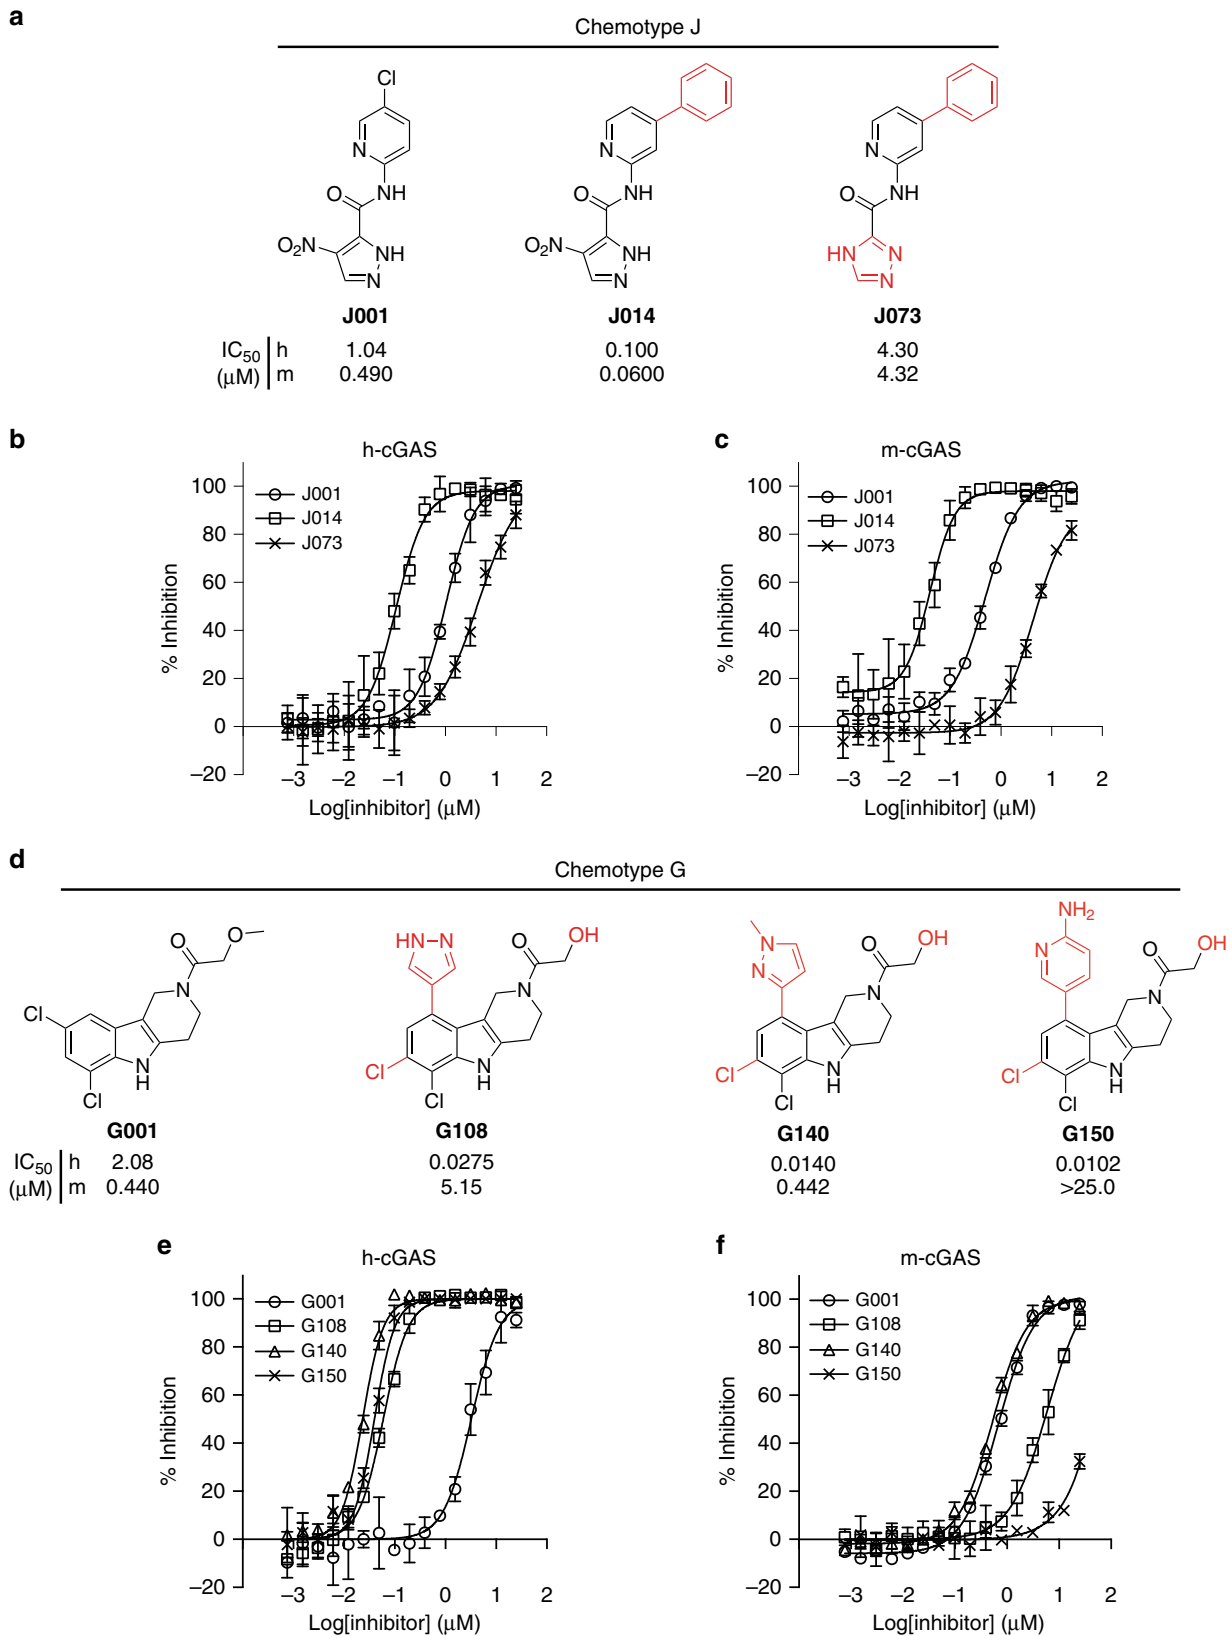 a
Chemotype J
Cl
N
O
NH
O₂N
NH
N
N
O
NH
O₂N
NH
N
N
O
NH
HN
N
N
J001 J014 J073
IC₅₀ (μM)
h 1.04 0.100 4.30
m 0.490 0.0600 4.32
b
h-cGAS
J001
J014
J073
% Inhibition
100
80
60
40
20
0
−20
−3 −2 −1 0 1 2
Log[inhibitor] (μM)
c
m-cGAS
J001
J014
J073
% Inhibition
100
80
60
40
20
0
−20
−3 −2 −1 0 1 2
Log[inhibitor] (μM)
d
Chemotype G
O
O
N
Cl
N
H
Cl
HN
N
O
OH
N
Cl
N
H
Cl
N
N
O
OH
N
Cl
N
H
Cl
NH₂
N
O
OH
N
Cl
N
H
Cl
G001 G108 G140 G150
IC₅₀ (μM)
h 2.08 0.0275 0.0140 0.0102
m 0.440 5.15 0.442 >25.0
e
h-cGAS
G001
G108
G140
G150
% Inhibition
100
80
60
40
20
0
−20
−3 −2 −1 0 1 2
Log[inhibitor] (μM)
f
m-cGAS
G001
G108
G140
G150
% Inhibition
100
80
60
40
20
0
−20
−3 −2 −1 0 1 2
Log[inhibitor] (μM)